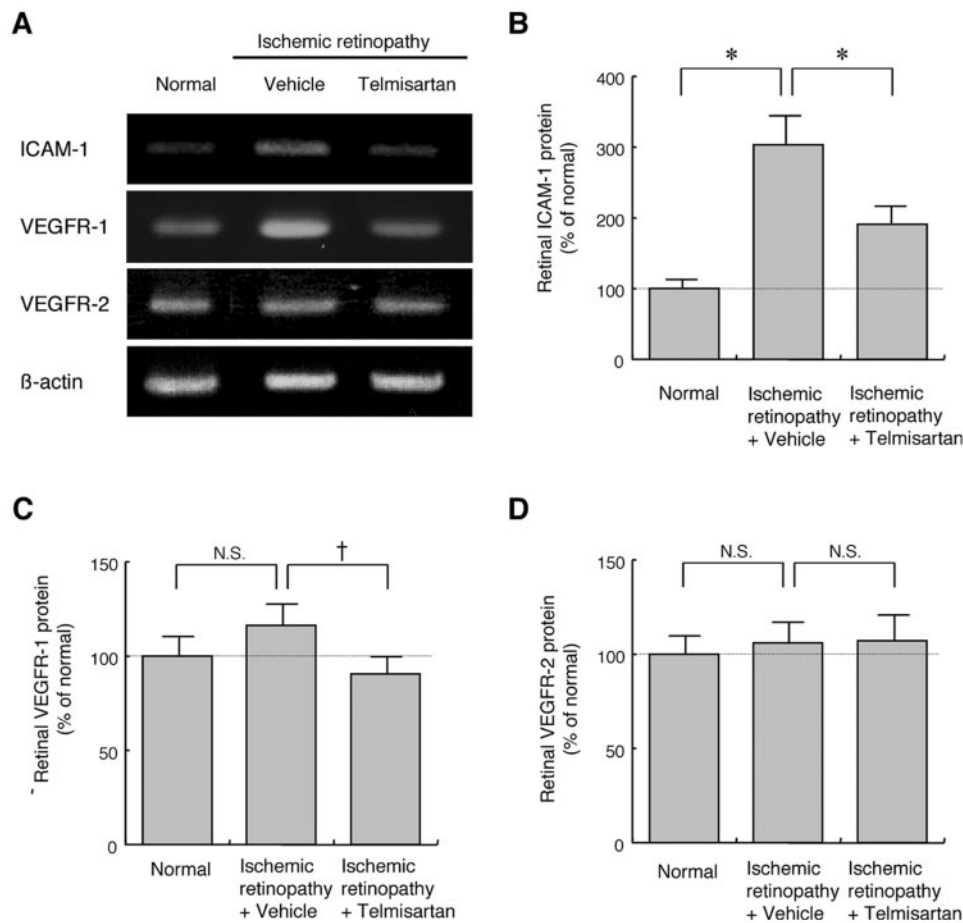 A
Ischemic retinopathy
Normal Vehicle Telmisartan
ICAM-1
VEGFR-1
VEGFR-2
ß-actin
B
* *
Retinal ICAM-1 protein
(% of normal)
400
300
200
100
0
Normal
Ischemic
retinopathy
+ Vehicle
Ischemic
retinopathy
+ Telmisartan
C
N.S. †
Retinal VEGFR-1 protein
(% of normal)
150
100
50
0
Normal
Ischemic
retinopathy
+ Vehicle
Ischemic
retinopathy
+ Telmisartan
D
N.S. N.S.
Retinal VEGFR-2 protein
(% of normal)
150
100
50
0
Normal
Ischemic
retinopathy
+ Vehicle
Ischemic
retinopathy
+ Telmisartan